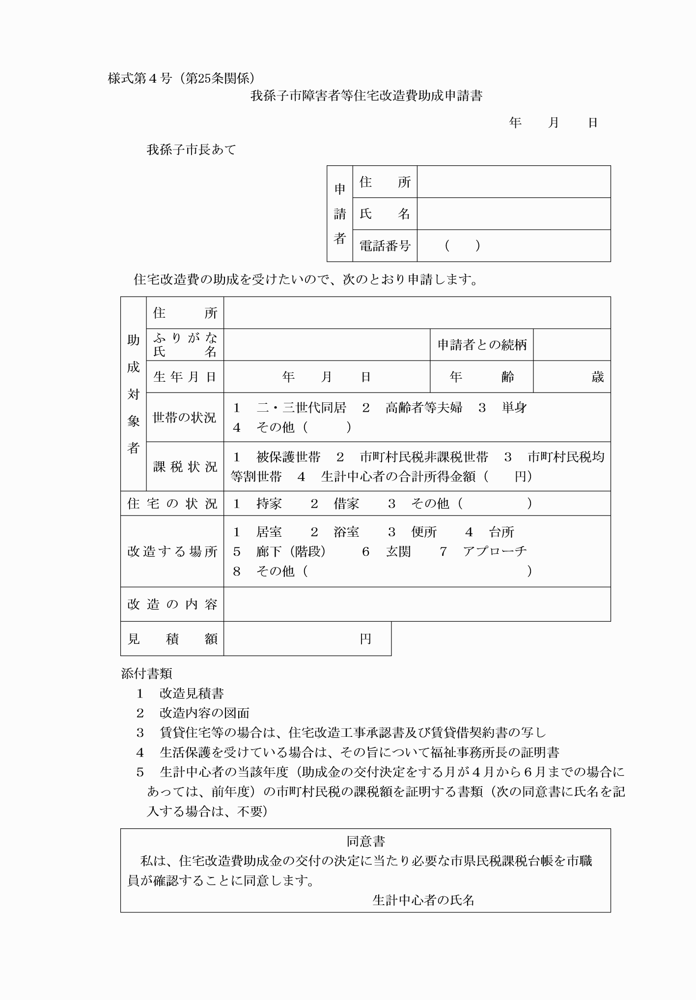 様式第４号（第25条関係）
我孫子市障害者等住宅改造費助成申請書
年　　月　　日
我孫子市長あて
申請者
住　　所
氏　　名
電話番号　（　　）
住宅改造費の助成を受けたいので、次のとおり申請します。
助成対象者
住　　　所
ふりがな
氏　　　名
申請者との続柄
生年月日　年　　月　　日　年　　　齢　歳
世帯の状況
１　二・三世代同居　２　高齢者等夫婦　３　単身
４　その他（　　　）
課税状況
１　被保護世帯　２　市町村民税非課税世帯　３　市町村民税均
等割世帯　４　生計中心者の合計所得金額（　　円）
住宅の状況　１　持家　　２　借家　　３　その他（　　　　　）
改造する場所
１　居室　　２　浴室　　３　便所　　４　台所
５　廊下（階段）　　６　玄関　　７　アプローチ
８　その他（　　　　　　　　　　　　　　　　　）
改造の内容
見　積　額　円
添付書類
１　改造見積書
２　改造内容の図面
３　賃貸住宅等の場合は、住宅改造工事承認書及び賃貸借契約書の写し
４　生活保護を受けている場合は、その旨について福祉事務所長の証明書
５　生計中心者の当該年度（助成金の交付決定をする月が４月から６月までの場合に
あっては、前年度）の市町村民税の課税額を証明する書類（次の同意書に氏名を記
入する場合は、不要）
同意書
私は、住宅改造費助成金の交付の決定に当たり必要な市県民税課税台帳を市職
員が確認することに同意します。
生計中心者の氏名